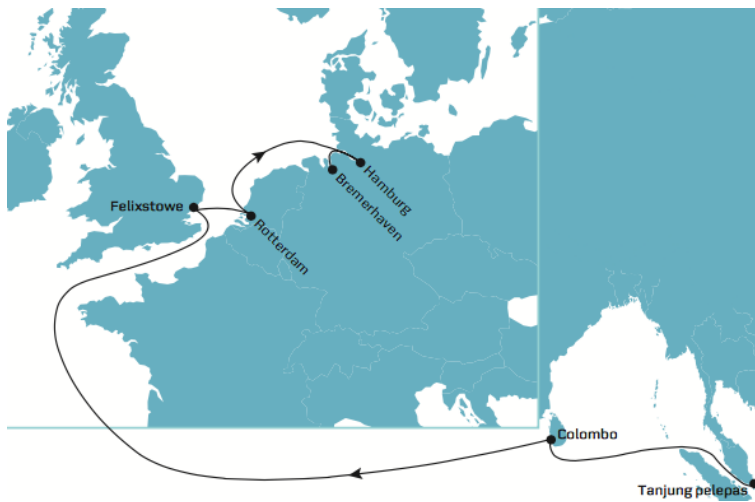 Felixstowe
Rotterdam
Hamburg
Bremerhaven
Colombo
Tanjung pelepas